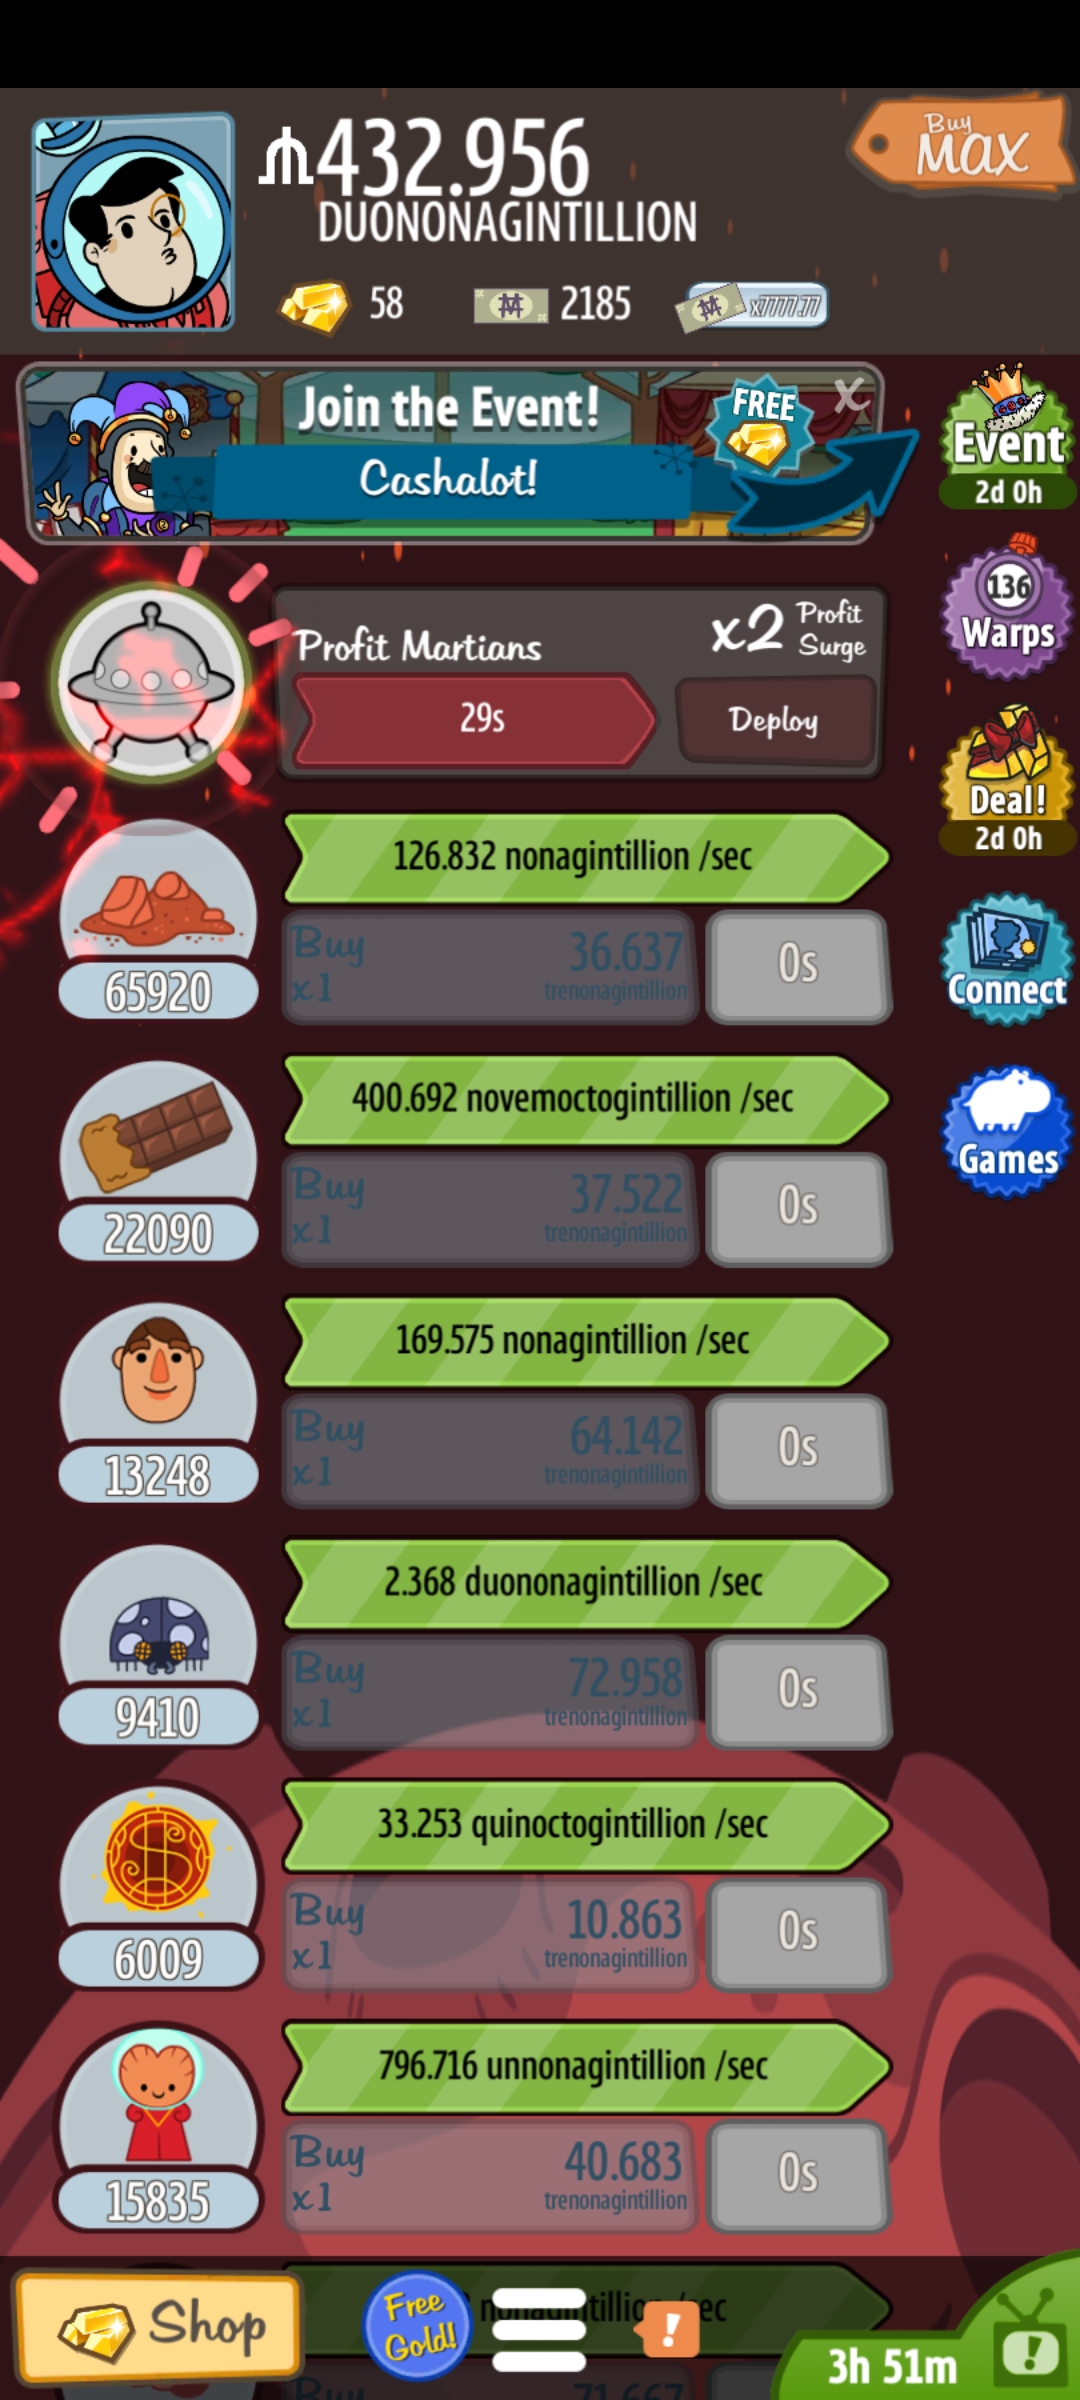 432.956
DUONONAGINTILLION
Buy
MAX
58
2185
x7777.77
Join the Event!
Cashalot!
FREE
X
Event
2d 0h
Profit Martians
x2 Profit Surge
29s
Deploy
136
Warps
Deal!
2d 0h
126.832 nonagintillion /sec
Buy x1
36.637
trenonagintillion
0s
65920
Connect
400.692 novemoctogintillion /sec
Buy x1
37.522
trenonagintillion
0s
22090
Games
169.575 nonagintillion /sec
Buy x1
64.142
trenonagintillion
0s
13248
2.368 duononagintillion /sec
Buy x1
72.958
trenonagintillion
0s
9410
33.253 quinoctogintillion /sec
Buy x1
10.863
trenonagintillion
0s
6009
796.716 unnonagintillion /sec
Buy x1
40.683
trenonagintillion
0s
15835
Shop
Free
Gold!
!
3h 51m
!
Buy
71.667